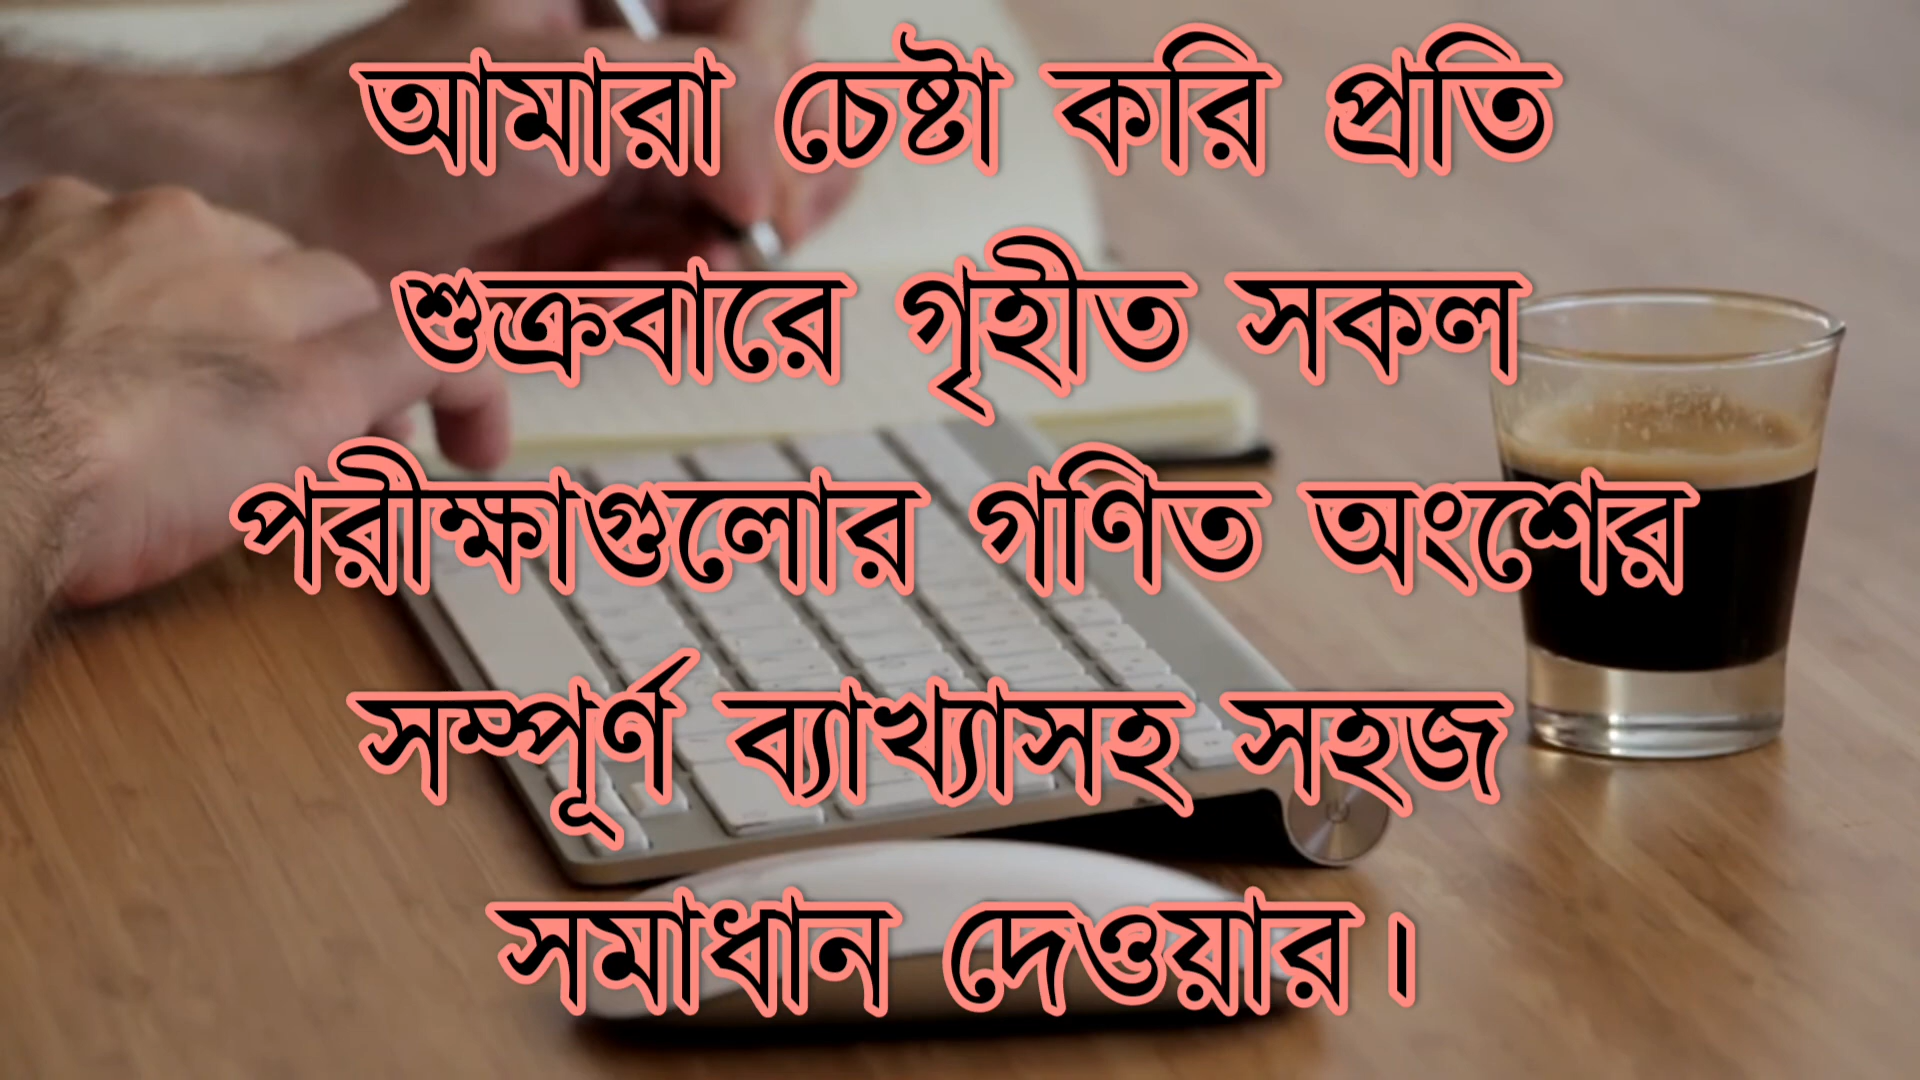 আমারা চেষ্টা করি প্রতি
শুক্রবারে গৃহীত সকল
পরীক্ষাগুলোর গণিত অংশের
সম্পূর্ণ ব্যাখ্যাসহ সহজ
সমাধান দেওয়ার।